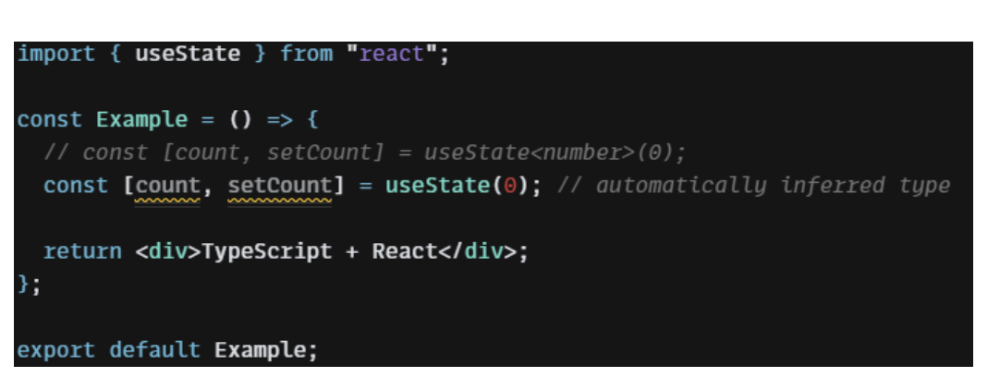 import { useState } from "react";
const Example = () => {
// const [count, setCount] = useState<number>(0);
const [count, setCount] = useState(0); // automatically inferred type
return <div>TypeScript + React</div>;
};
export default Example;